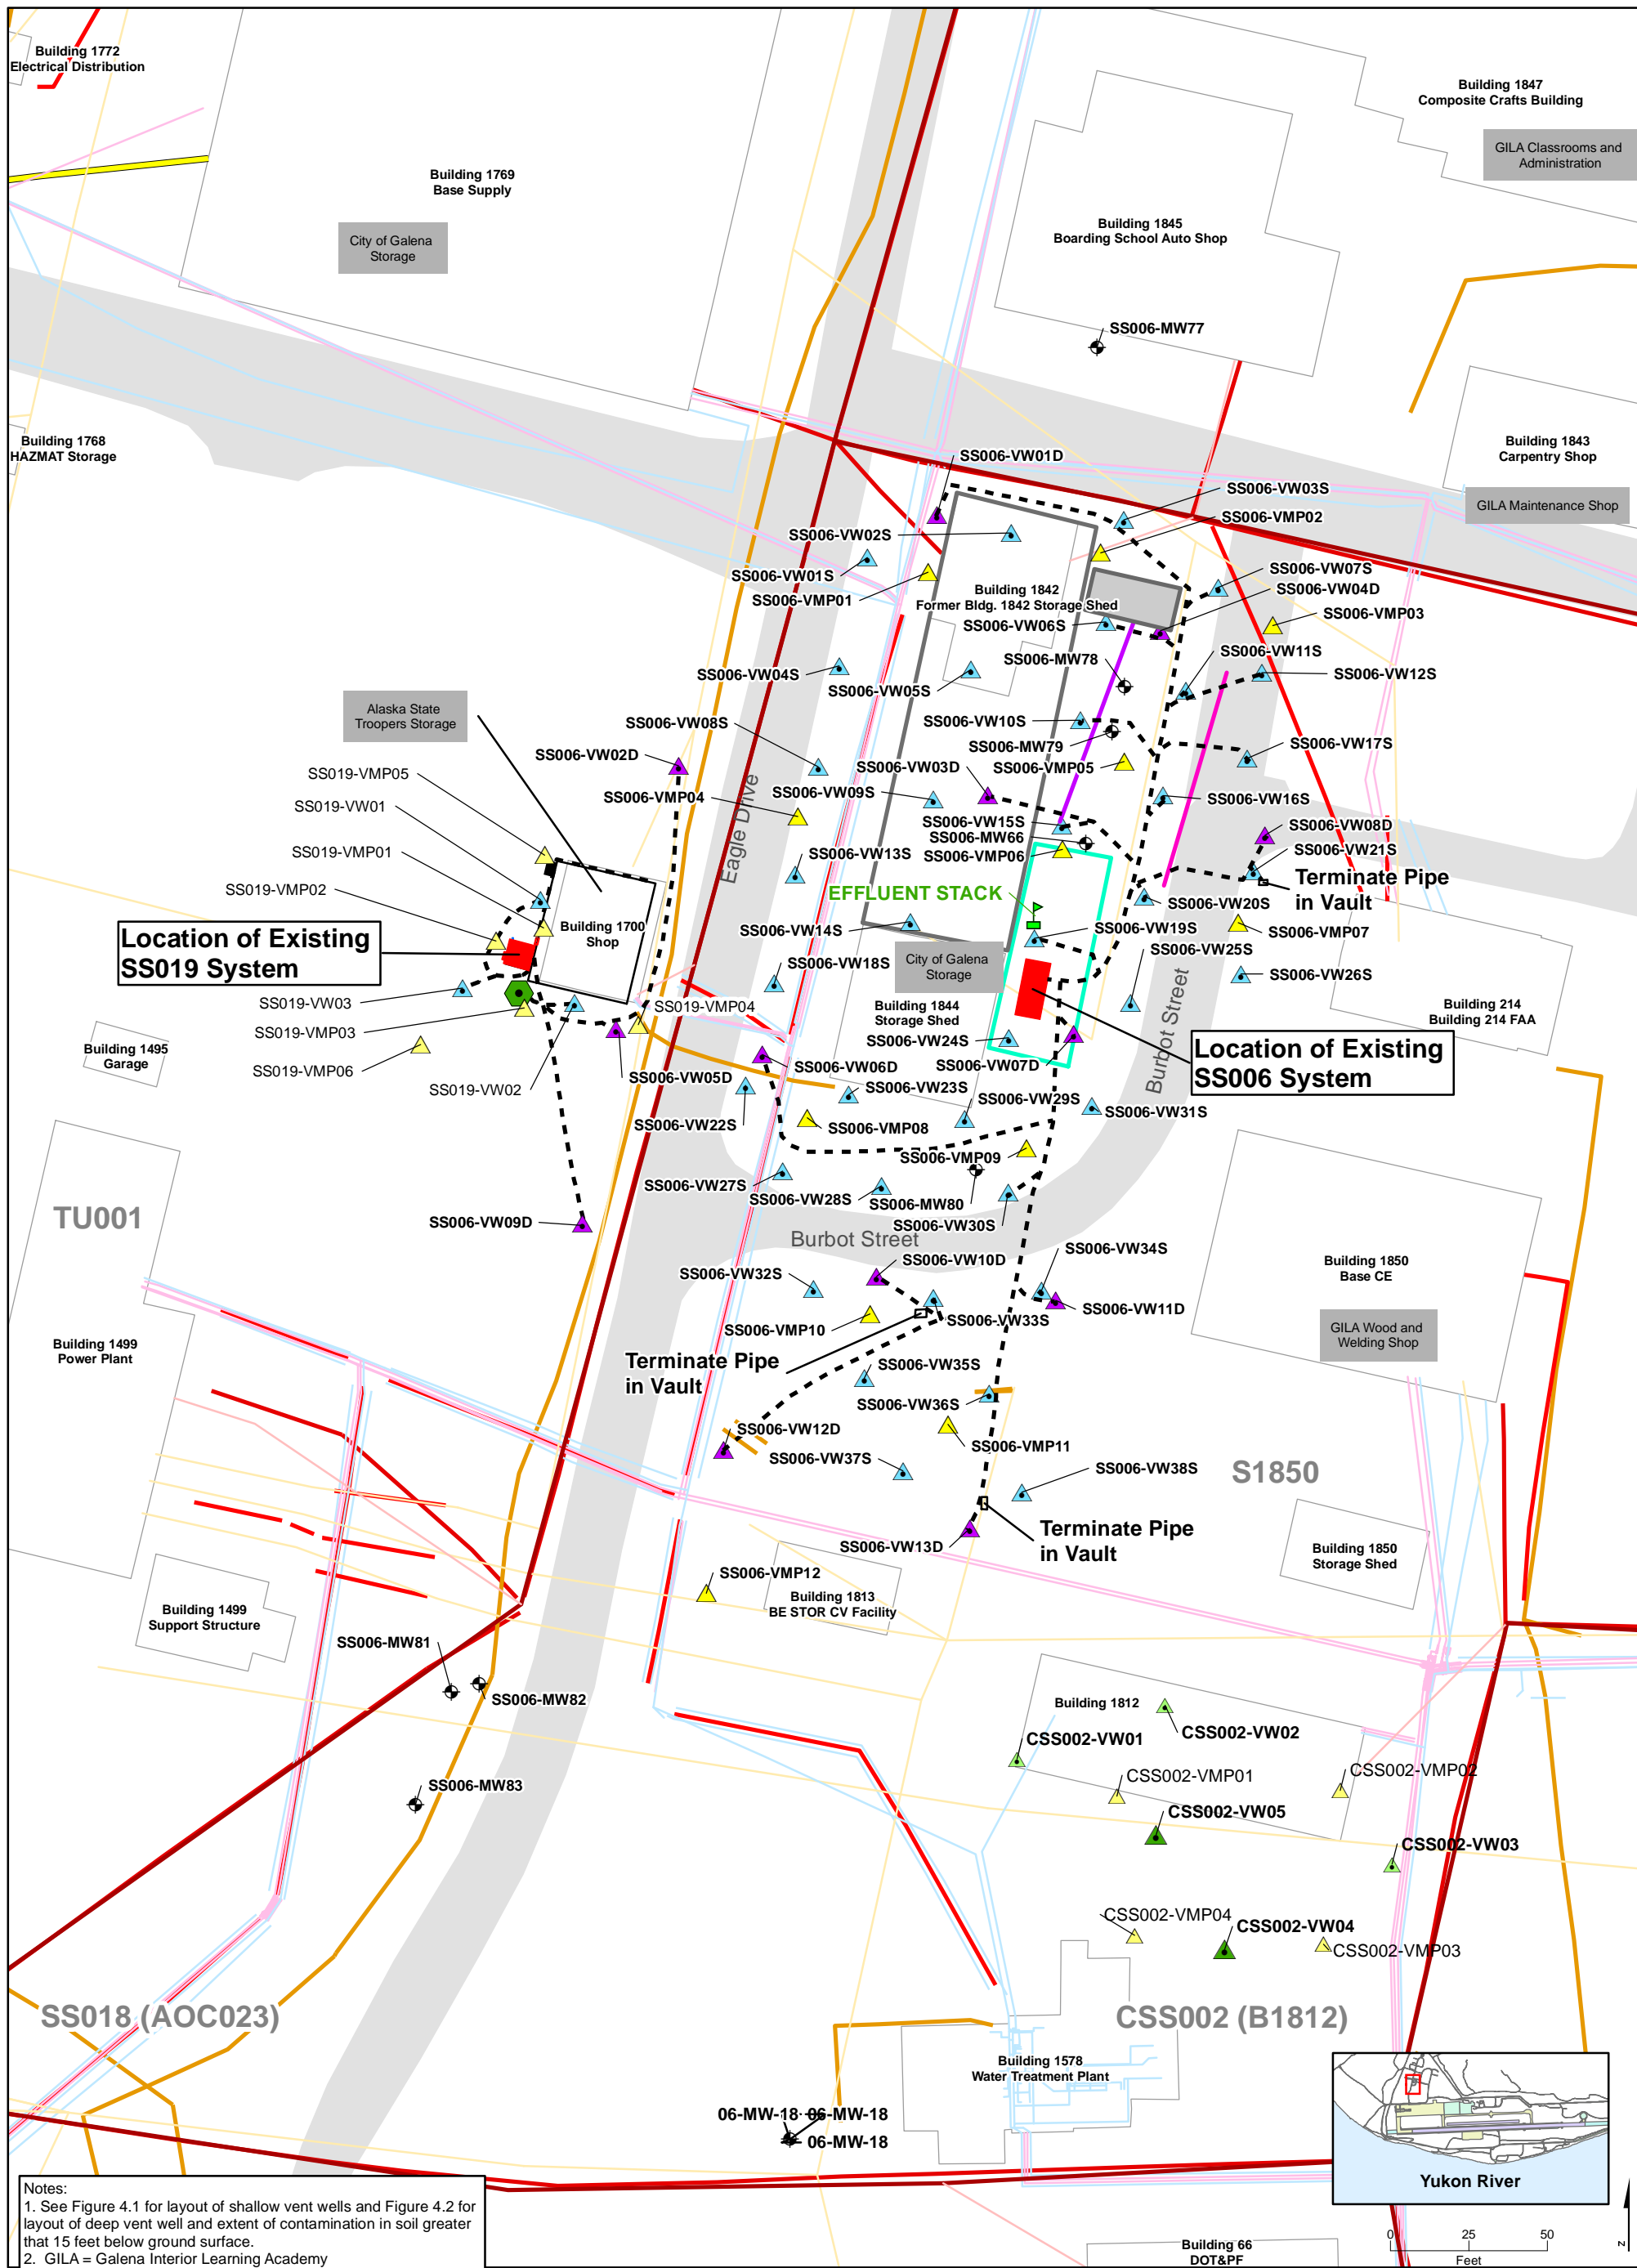 Building 1772
Electrical Distribution
Building 1847
Composite Crafts Building
GILA Classrooms and
Administration
Building 1769
Base Supply
City of Galena
Storage
Building 1845
Boarding School Auto Shop
SS006-MW77
Building 1768
HAZMAT Storage
Building 1843
Carpentry Shop
GILA Maintenance Shop
SS006-VW01D
SS006-VW03S
SS006-VMP02
SS006-VW02S
SS006-VW01S
SS006-VMP01
Building 1842
Former Bldg. 1842 Storage Shed
SS006-VW07S
SS006-VW04D
SS006-VMP03
SS006-VW06S
SS006-MW78
SS006-VW11S
SS006-VW12S
SS006-VW04S
SS006-VW05S
Alaska State
Troopers Storage
SS006-VW08S
SS006-VW10S
SS006-MW79
SS006-VW17S
SS006-VW02D
SS006-VW03D
SS006-VMP05
SS019-VMP05
SS006-VMP04
SS006-VW09S
SS006-VW16S
SS019-VW01
Eagle Drive
SS006-VW15S
SS006-MW66
SS006-VMP06
SS006-VW08D
SS006-VW21S
SS019-VMP01
SS006-VW13S
Terminate Pipe
in Vault
SS019-VMP02
EFFLUENT STACK
SS006-VW20S
Location of Existing
SS019 System
Building 1700
Shop
SS006-VW14S
SS006-VW19S
SS006-VMP07
SS006-VW25S
City of Galena
Storage
SS006-VW18S
SS006-VW26S
SS019-VW03
SS019-VMP04
Building 1844
Storage Shed
Building 214
Building 214 FAA
SS019-VMP03
SS006-VW24S
Burbot Street
Building 1495
Garage
SS019-VMP06
SS006-VW06D
SS006-VW07D
Location of Existing
SS006 System
SS019-VW02
SS006-VW05D
SS006-VW23S
SS006-VW29S
SS006-VW31S
SS006-VW22S
SS006-VMP08
SS006-VMP09
SS006-VW27S
SS006-VW28S
SS006-MW80
SS006-VW30S
TU001
SS006-VW09D
Burbot Street
SS006-VW34S
SS006-VW10D
Building 1850
Base CE
SS006-VW32S
SS006-VW11D
SS006-VW33S
SS006-VMP10
GILA Wood and
Welding Shop
Building 1499
Power Plant
Terminate Pipe
in Vault
SS006-VW35S
SS006-VW36S
SS006-VW12D
SS006-VMP11
SS006-VW37S
SS006-VW38S
S1850
Terminate Pipe
in Vault
SS006-VW13D
Building 1850
Storage Shed
SS006-VMP12
Building 1813
BE STOR CV Facility
Building 1499
Support Structure
SS006-MW81
SS006-MW82
Building 1812
CSS002-VW02
CSS002-VW01
SS006-MW83
CSS002-VMP01
CSS002-VMP02
CSS002-VW05
CSS002-VW03
CSS002-VMP04
CSS002-VW04
CSS002-VMP03
SS018 (AOC023)
CSS002 (B1812)
Building 1578
Water Treatment Plant
06-MW-18
06-MW-18
06-MW-18
Yukon River
Notes:
1. See Figure 4.1 for layout of shallow vent wells and Figure 4.2 for
layout of deep vent well and extent of contamination in soil greater
that 15 feet below ground surface.
2. GILA = Galena Interior Learning Academy
Building 66
DOT&PF
0 25 50
Feet
N